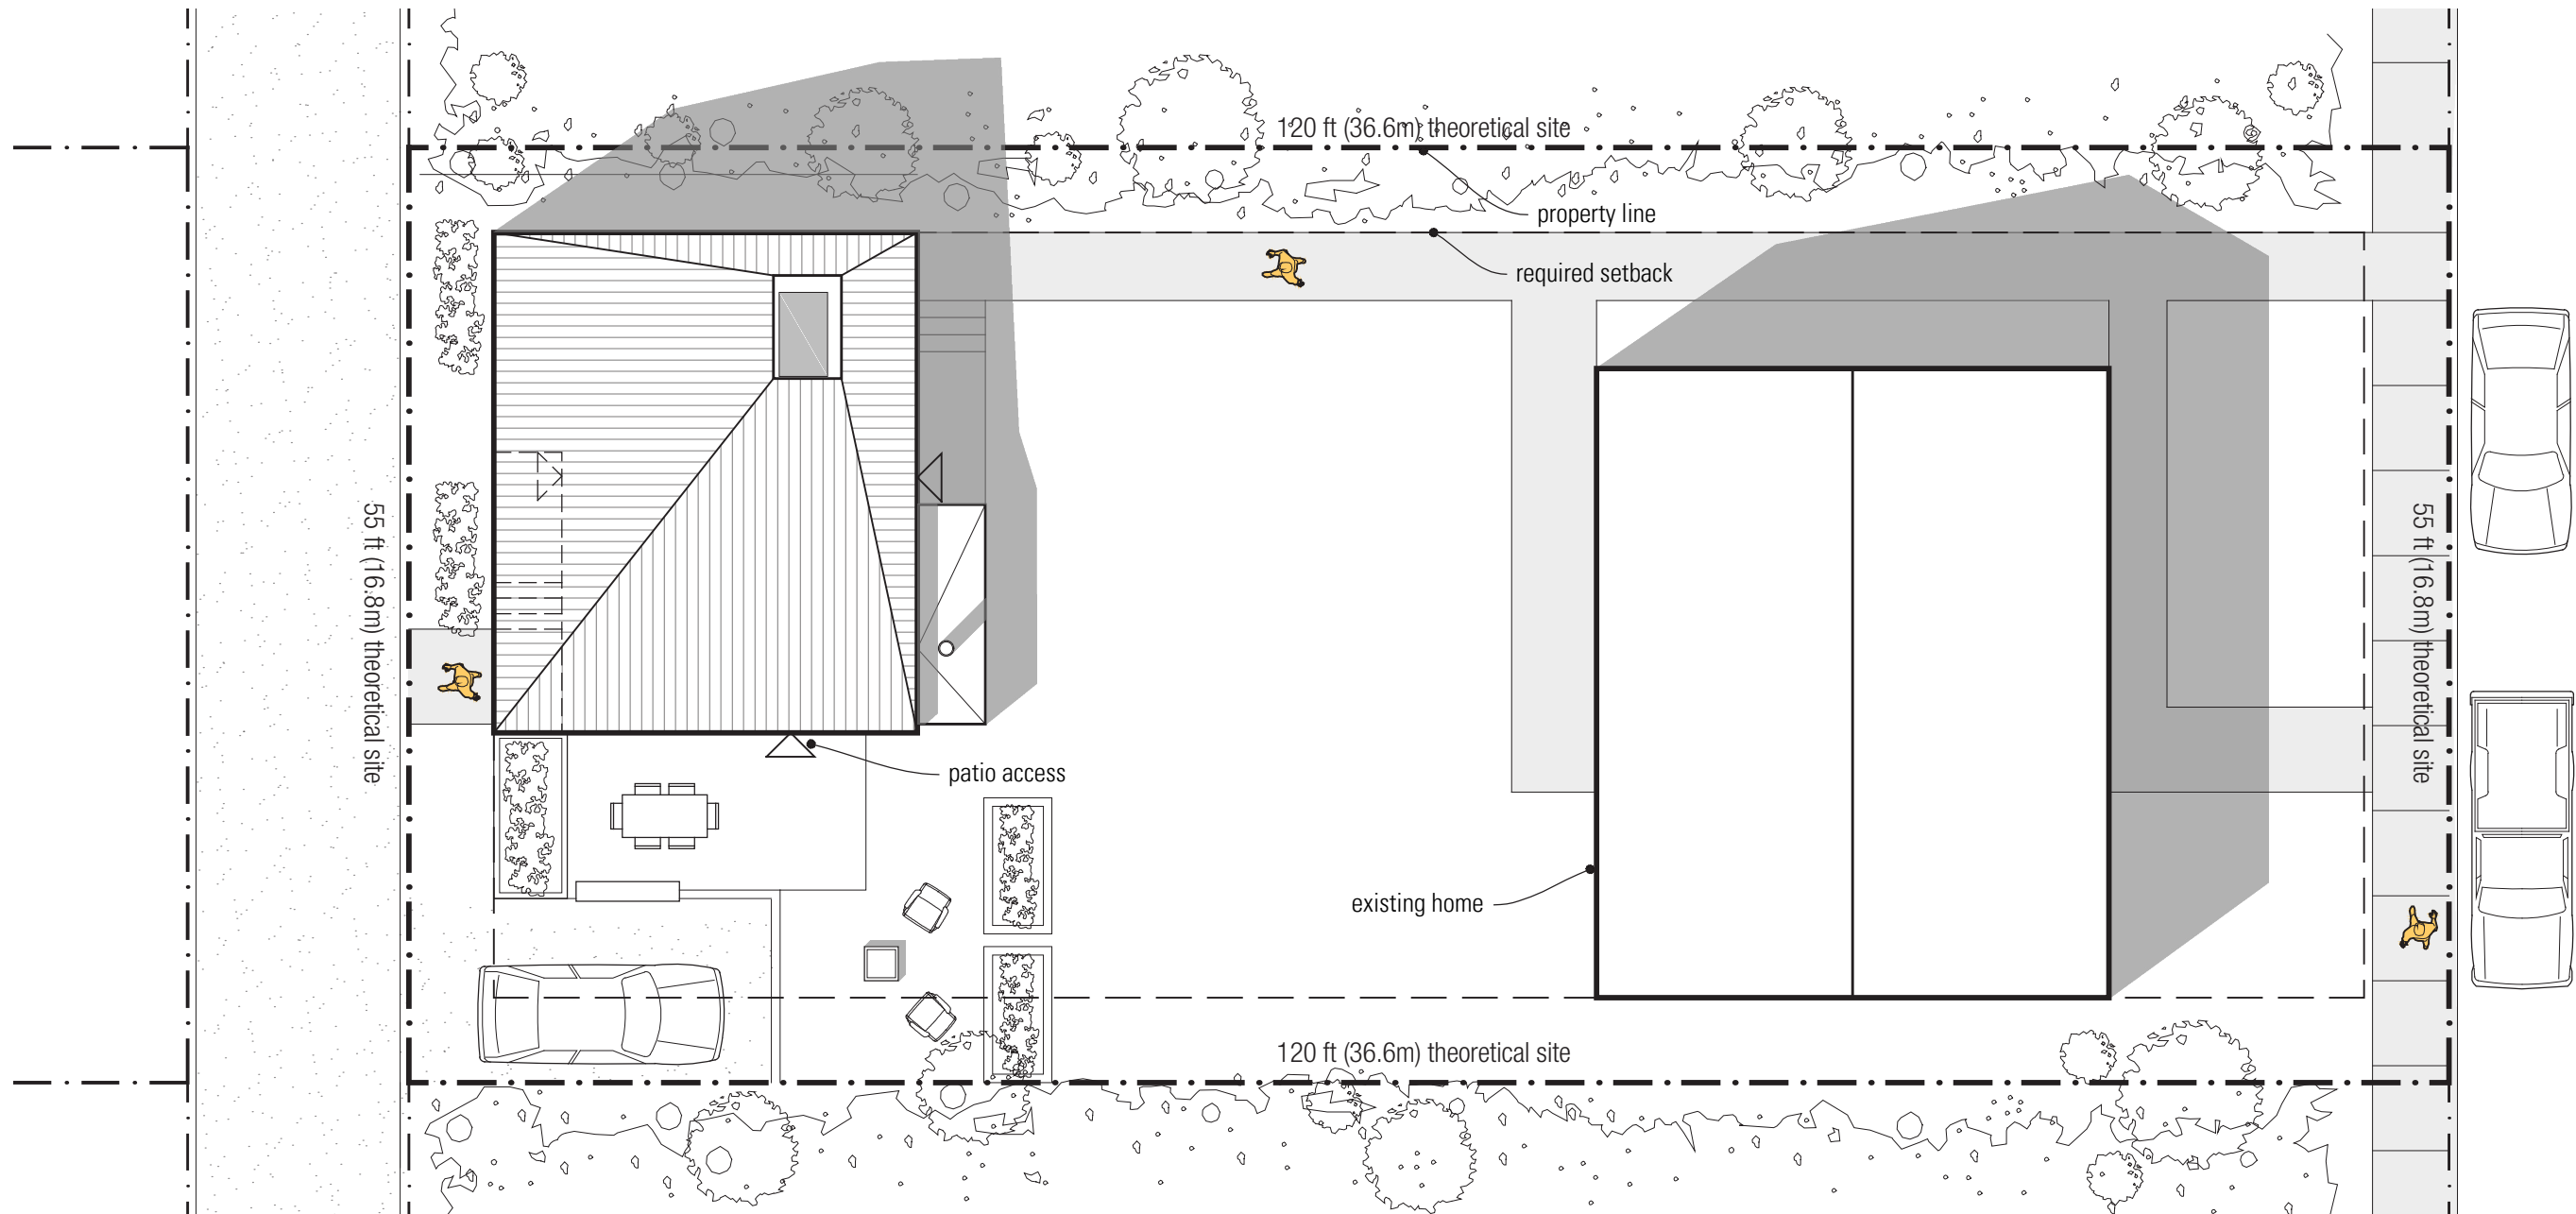 120 ft (36.6m) theoretical site
property line
required setback
55 ft (16.8m) theoretical site
55 ft (16.8m) theoretical site
patio access
existing home
120 ft (36.6m) theoretical site